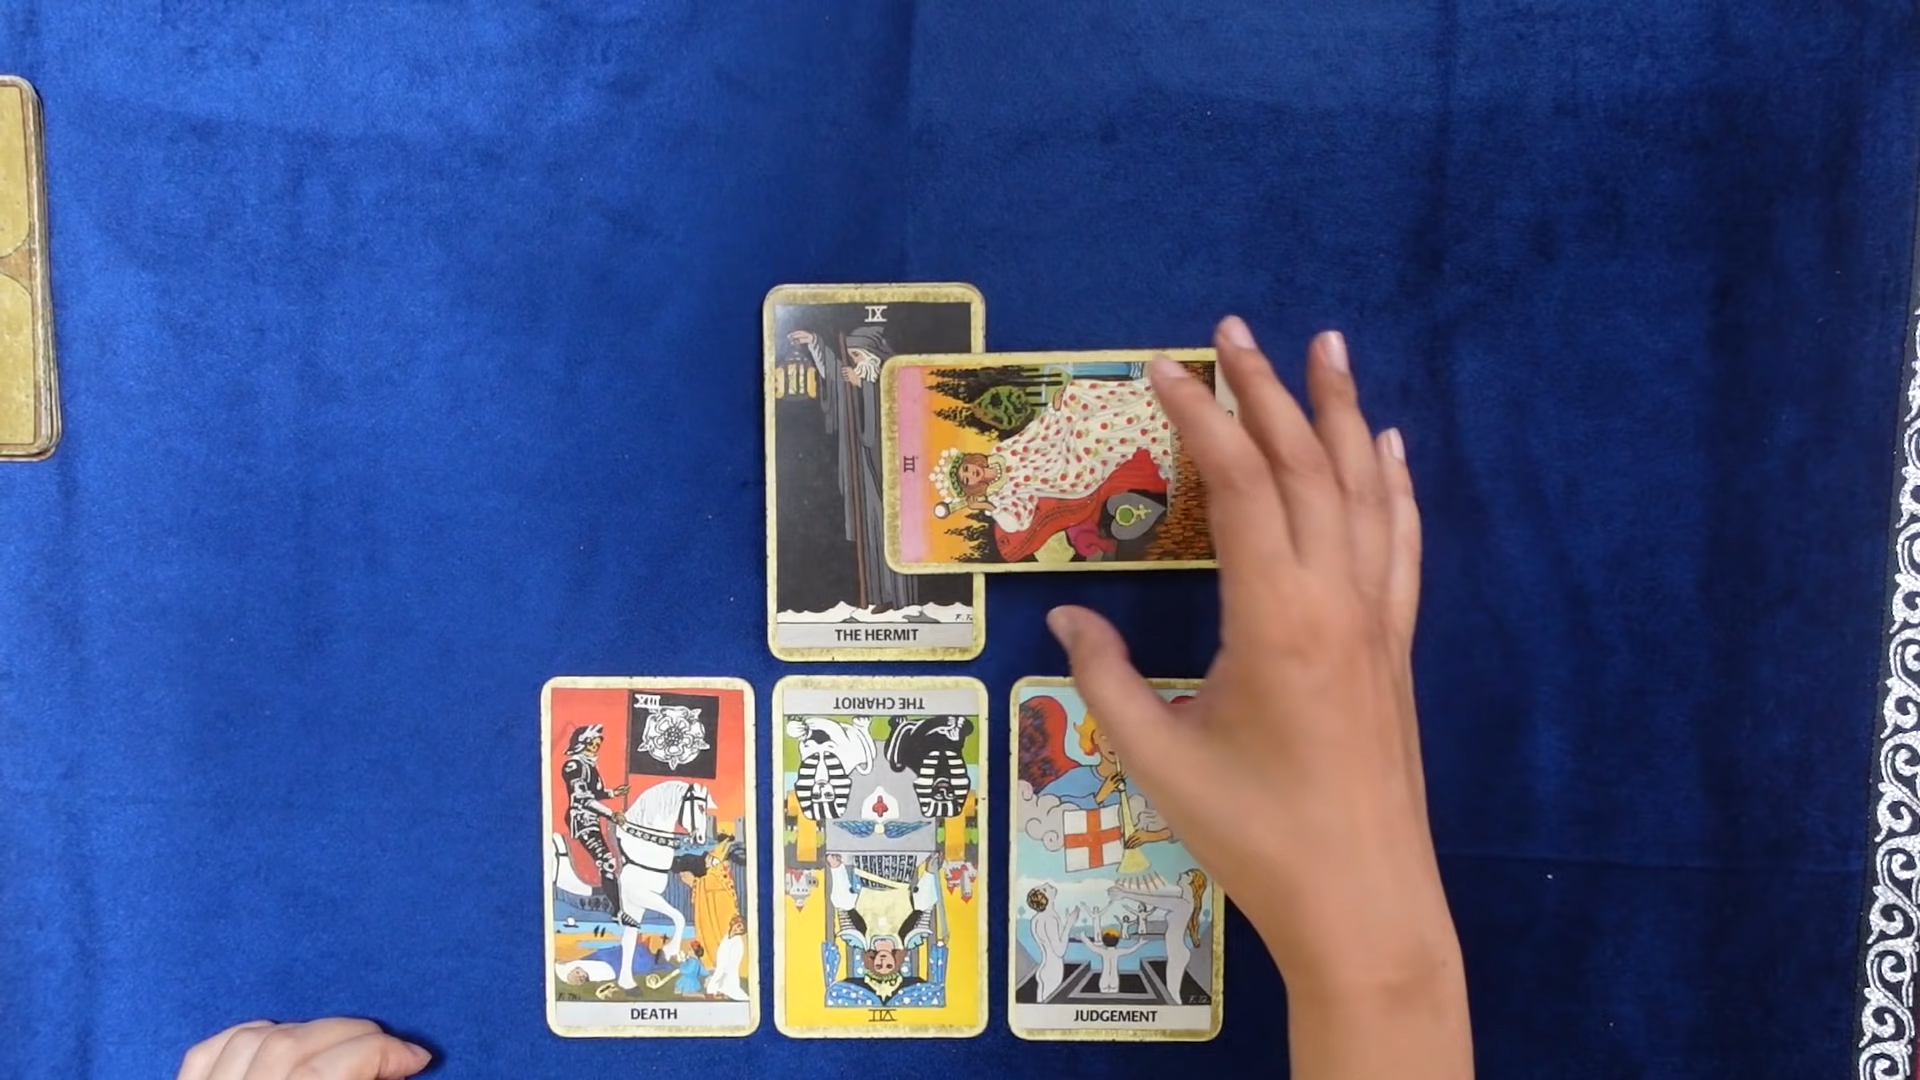 IX
THE HERMIT
III
XIII
DEATH
THE CHARIOT
VII
JUDGEMENT